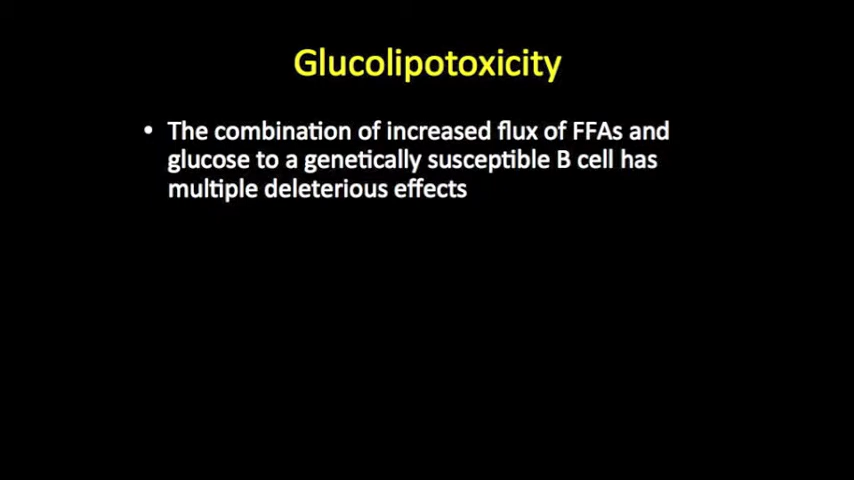 Glucolipotoxicity
• The combination of increased flux of FFAs and
glucose to a genetically susceptible B cell has
multiple deleterious effects